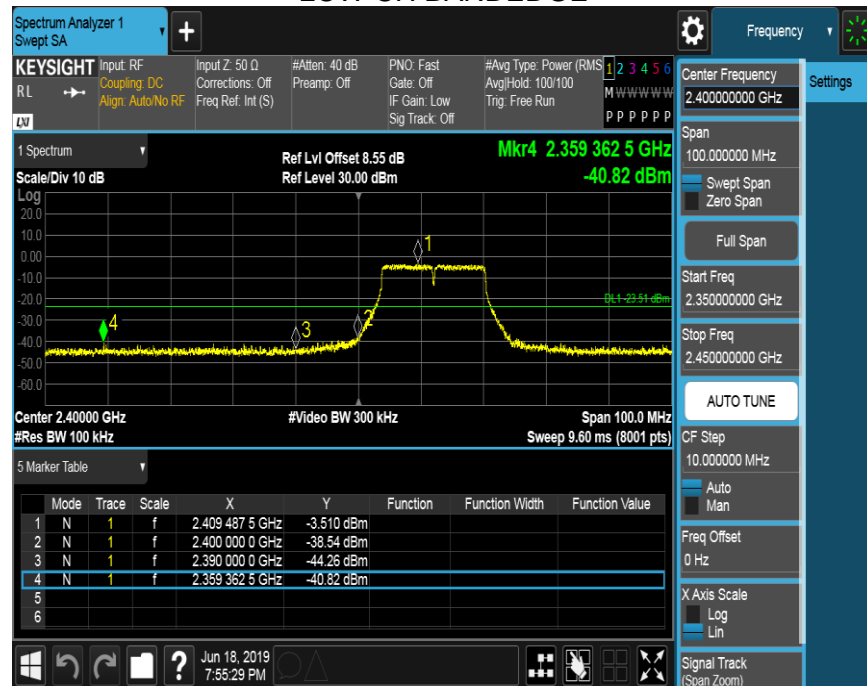 Spectrum Analyzer 1
Swept SA
+
Frequency
KEYSIGHT
RL
LXI
Input: RF
Coupling: DC
Align: Auto/No RF
Input Z: 50 Ω
Corrections: Off
Freq Ref: Int (S)
#Atten: 40 dB
Preamp: Off
PNO: Fast
Gate: Off
IF Gain: Low
Sig Track: Off
#Avg Type: Power (RMS
Avg|Hold: 100/100
Trig: Free Run
1 2 3 4 5 6
M W W W W W
P P P P P P
1 Spectrum
Scale/Div 10 dB
Ref Lvl Offset 8.55 dB
Ref Level 30.00 dBm
Mkr4 2.359 362 5 GHz
-40.82 dBm
Log
20.0
10.0
0.00
-10.0
-20.0
-30.0
-40.0
-50.0
-60.0
1
2
3
4
DL1 -23.51 dBm
Center 2.40000 GHz
#Video BW 300 kHz
Span 100.0 MHz
#Res BW 100 kHz
Sweep 9.60 ms (8001 pts)
5 Marker Table
Mode Trace Scale X Y Function Function Width Function Value
1 N 1 f 2.409 487 5 GHz -3.510 dBm
2 N 1 f 2.400 000 0 GHz -38.54 dBm
3 N 1 f 2.390 000 0 GHz -44.26 dBm
4 N 1 f 2.359 362 5 GHz -40.82 dBm
5
6
?
Jun 18, 2019
7:55:29 PM
Center Frequency
2.400000000 GHz
Settings
Span
100.000000 MHz
Swept Span
Zero Span
Full Span
Start Freq
2.350000000 GHz
Stop Freq
2.450000000 GHz
AUTO TUNE
CF Step
10.000000 MHz
Auto
Man
Freq Offset
0 Hz
X Axis Scale
Log
Lin
Signal Track
(Span Zoom)